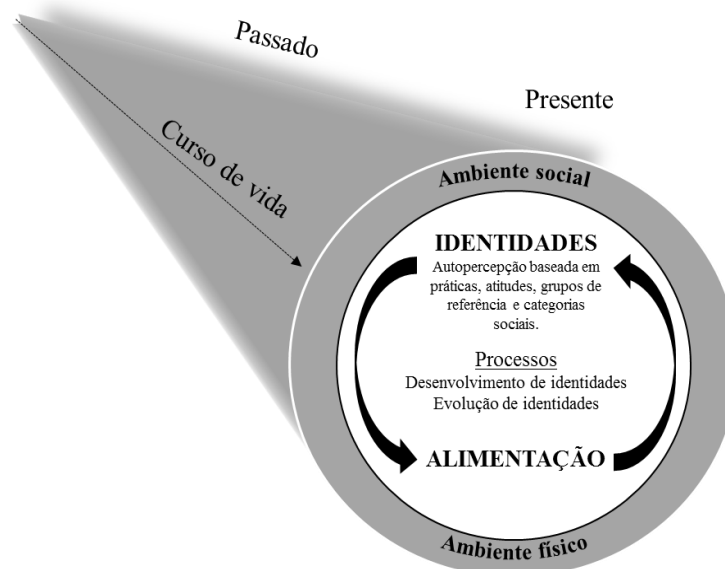 Passado
Presente
Curso de vida
Ambiente social
IDENTIDADES
Autopercepção baseada em
práticas, atitudes, grupos de
referência e categorias
sociais.
Processos
Desenvolvimento de identidades
Evolução de identidades
ALIMENTAÇÃO
Ambiente físico